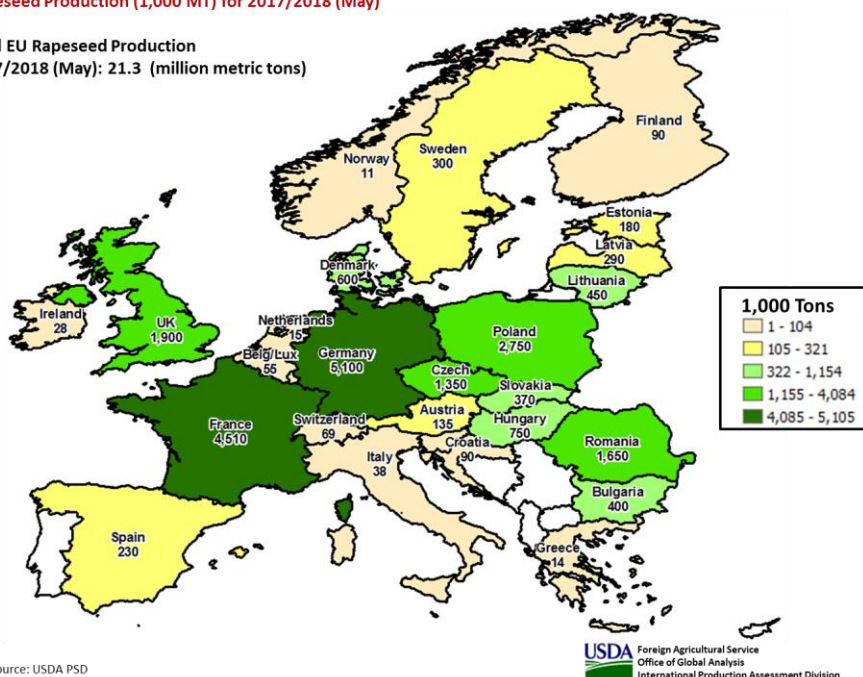 Production (1,000 MT) for 2017/2018 (May)
EU Rapeseed Production
/2018 (May): 21.3 (million metric tons)
Finland
90
Sweden
300
Norway
11
Estonia
180
Latvia
290
Lithuania
450
Denmark
600
Ireland
28
UK
1,900
Netherlands
15
Belg/Lux
55
Germany
5,100
Poland
2,750
Czech
1,350
Slovakia
370
Austria
135
Hungary
750
France
4,510
Switzerland
69
Croatia
90
Romania
1,650
Italy
38
Bulgaria
400
Spain
230
Greece
14
1,000 Tons
1 - 104
105 - 321
322 - 1,154
1,155 - 4,084
4,085 - 5,105
USDA
Foreign Agricultural Service
Office of Global Analysis
International Production Assessment Division
USDA PSD